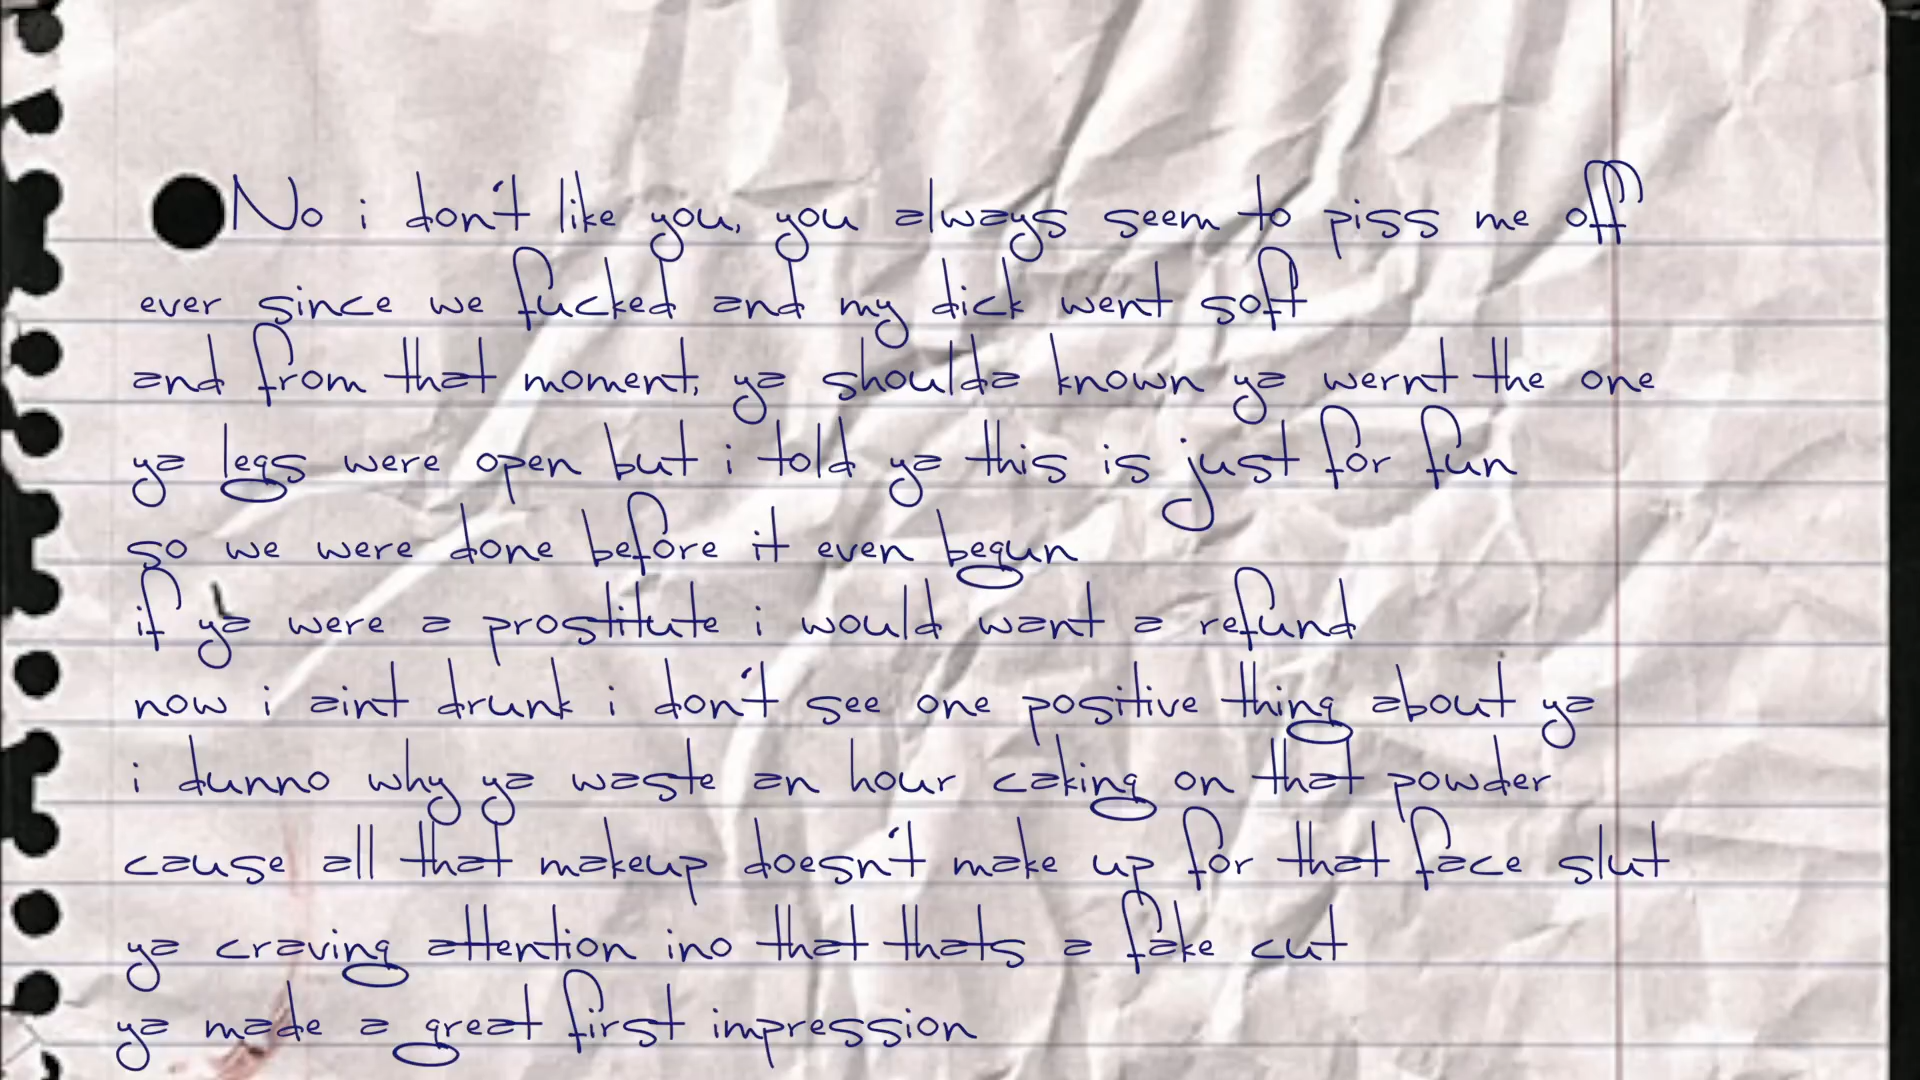 No i don't like you, you always seem to piss me off
ever since we fucked and my dick went soft
and from that moment, ya shoulda known ya wernt the one
ya legs were open but i told ya this is just for fun
so we were done before it even begun
if ya were a prostitute i would want a refund
now i aint drunk i don't see one positive thing about ya
i dunno why ya waste an hour caking on that powder
cause all that makeup doesn't make up for that face slut
ya craving attention ino that thats a fake cut
ya made a great first impression